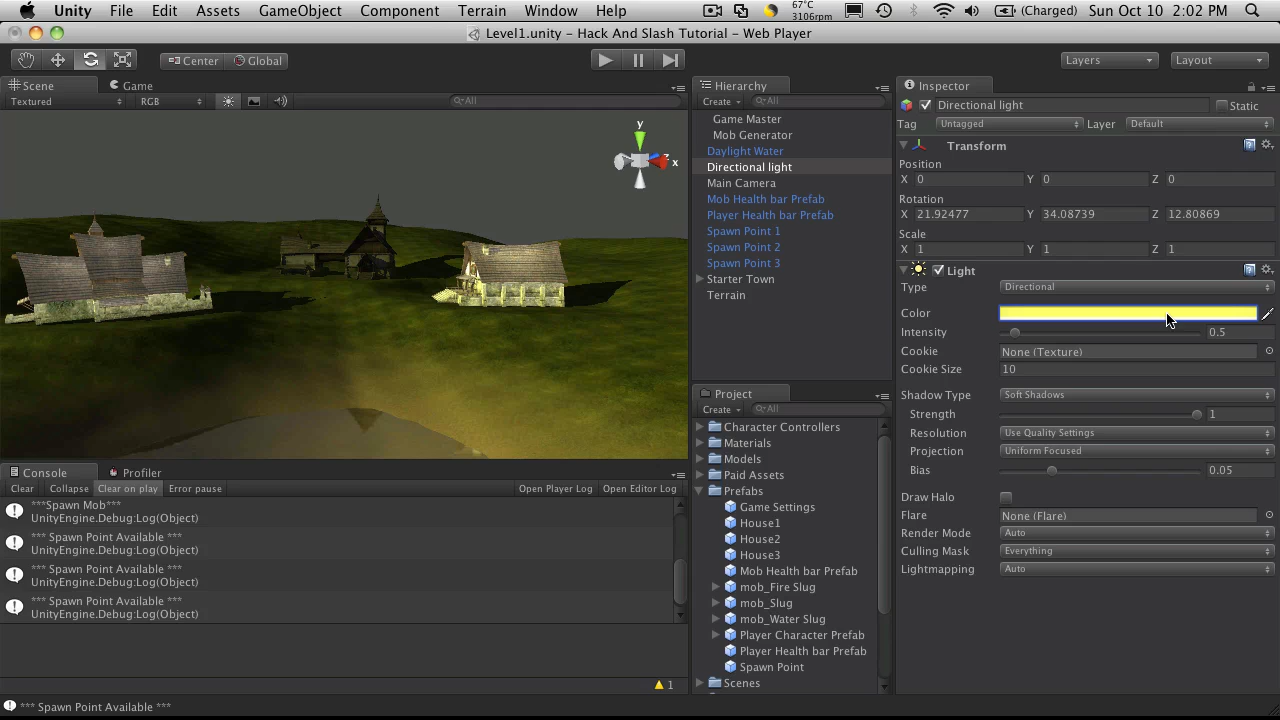 Unity File Edit Assets GameObject Component Terrain Window Help 67°C 3106rpm (Charged) Sun Oct 10 2:02 PM
Level1.unity - Hack And Slash Tutorial - Web Player
Center Global Layers Layout
Scene Game
Textured RGB All
y
x
Console Profiler
Clear Collapse Clear on play Error pause Open Player Log Open Editor Log
***Spawn Mob***
UnityEngine.Debug:Log(Object)
*** Spawn Point Available ***
UnityEngine.Debug:Log(Object)
*** Spawn Point Available ***
UnityEngine.Debug:Log(Object)
*** Spawn Point Available ***
UnityEngine.Debug:Log(Object)
1
*** Spawn Point Available ***
Hierarchy
Create All
Game Master
Mob Generator
Daylight Water
Directional light
Main Camera
Mob Health bar Prefab
Player Health bar Prefab
Spawn Point 1
Spawn Point 2
Spawn Point 3
Starter Town
Terrain
Project
Create All
Character Controllers
Materials
Models
Paid Assets
Prefabs
Game Settings
House1
House2
House3
Mob Health bar Prefab
mob_Fire Slug
mob_Slug
mob_Water Slug
Player Character Prefab
Player Health bar Prefab
Spawn Point
Scenes
Inspector
Directional light Static
Tag Untagged Layer Default
Transform
Position
X 0 Y 0 Z 0
Rotation
X 21.92477 Y 34.08739 Z 12.80869
Scale
X 1 Y 1 Z 1
Light
Type Directional
Color
Intensity 0.5
Cookie None (Texture)
Cookie Size 10
Shadow Type Soft Shadows
Strength 1
Resolution Use Quality Settings
Projection Uniform Focused
Bias 0.05
Draw Halo
Flare None (Flare)
Render Mode Auto
Culling Mask Everything
Lightmapping Auto